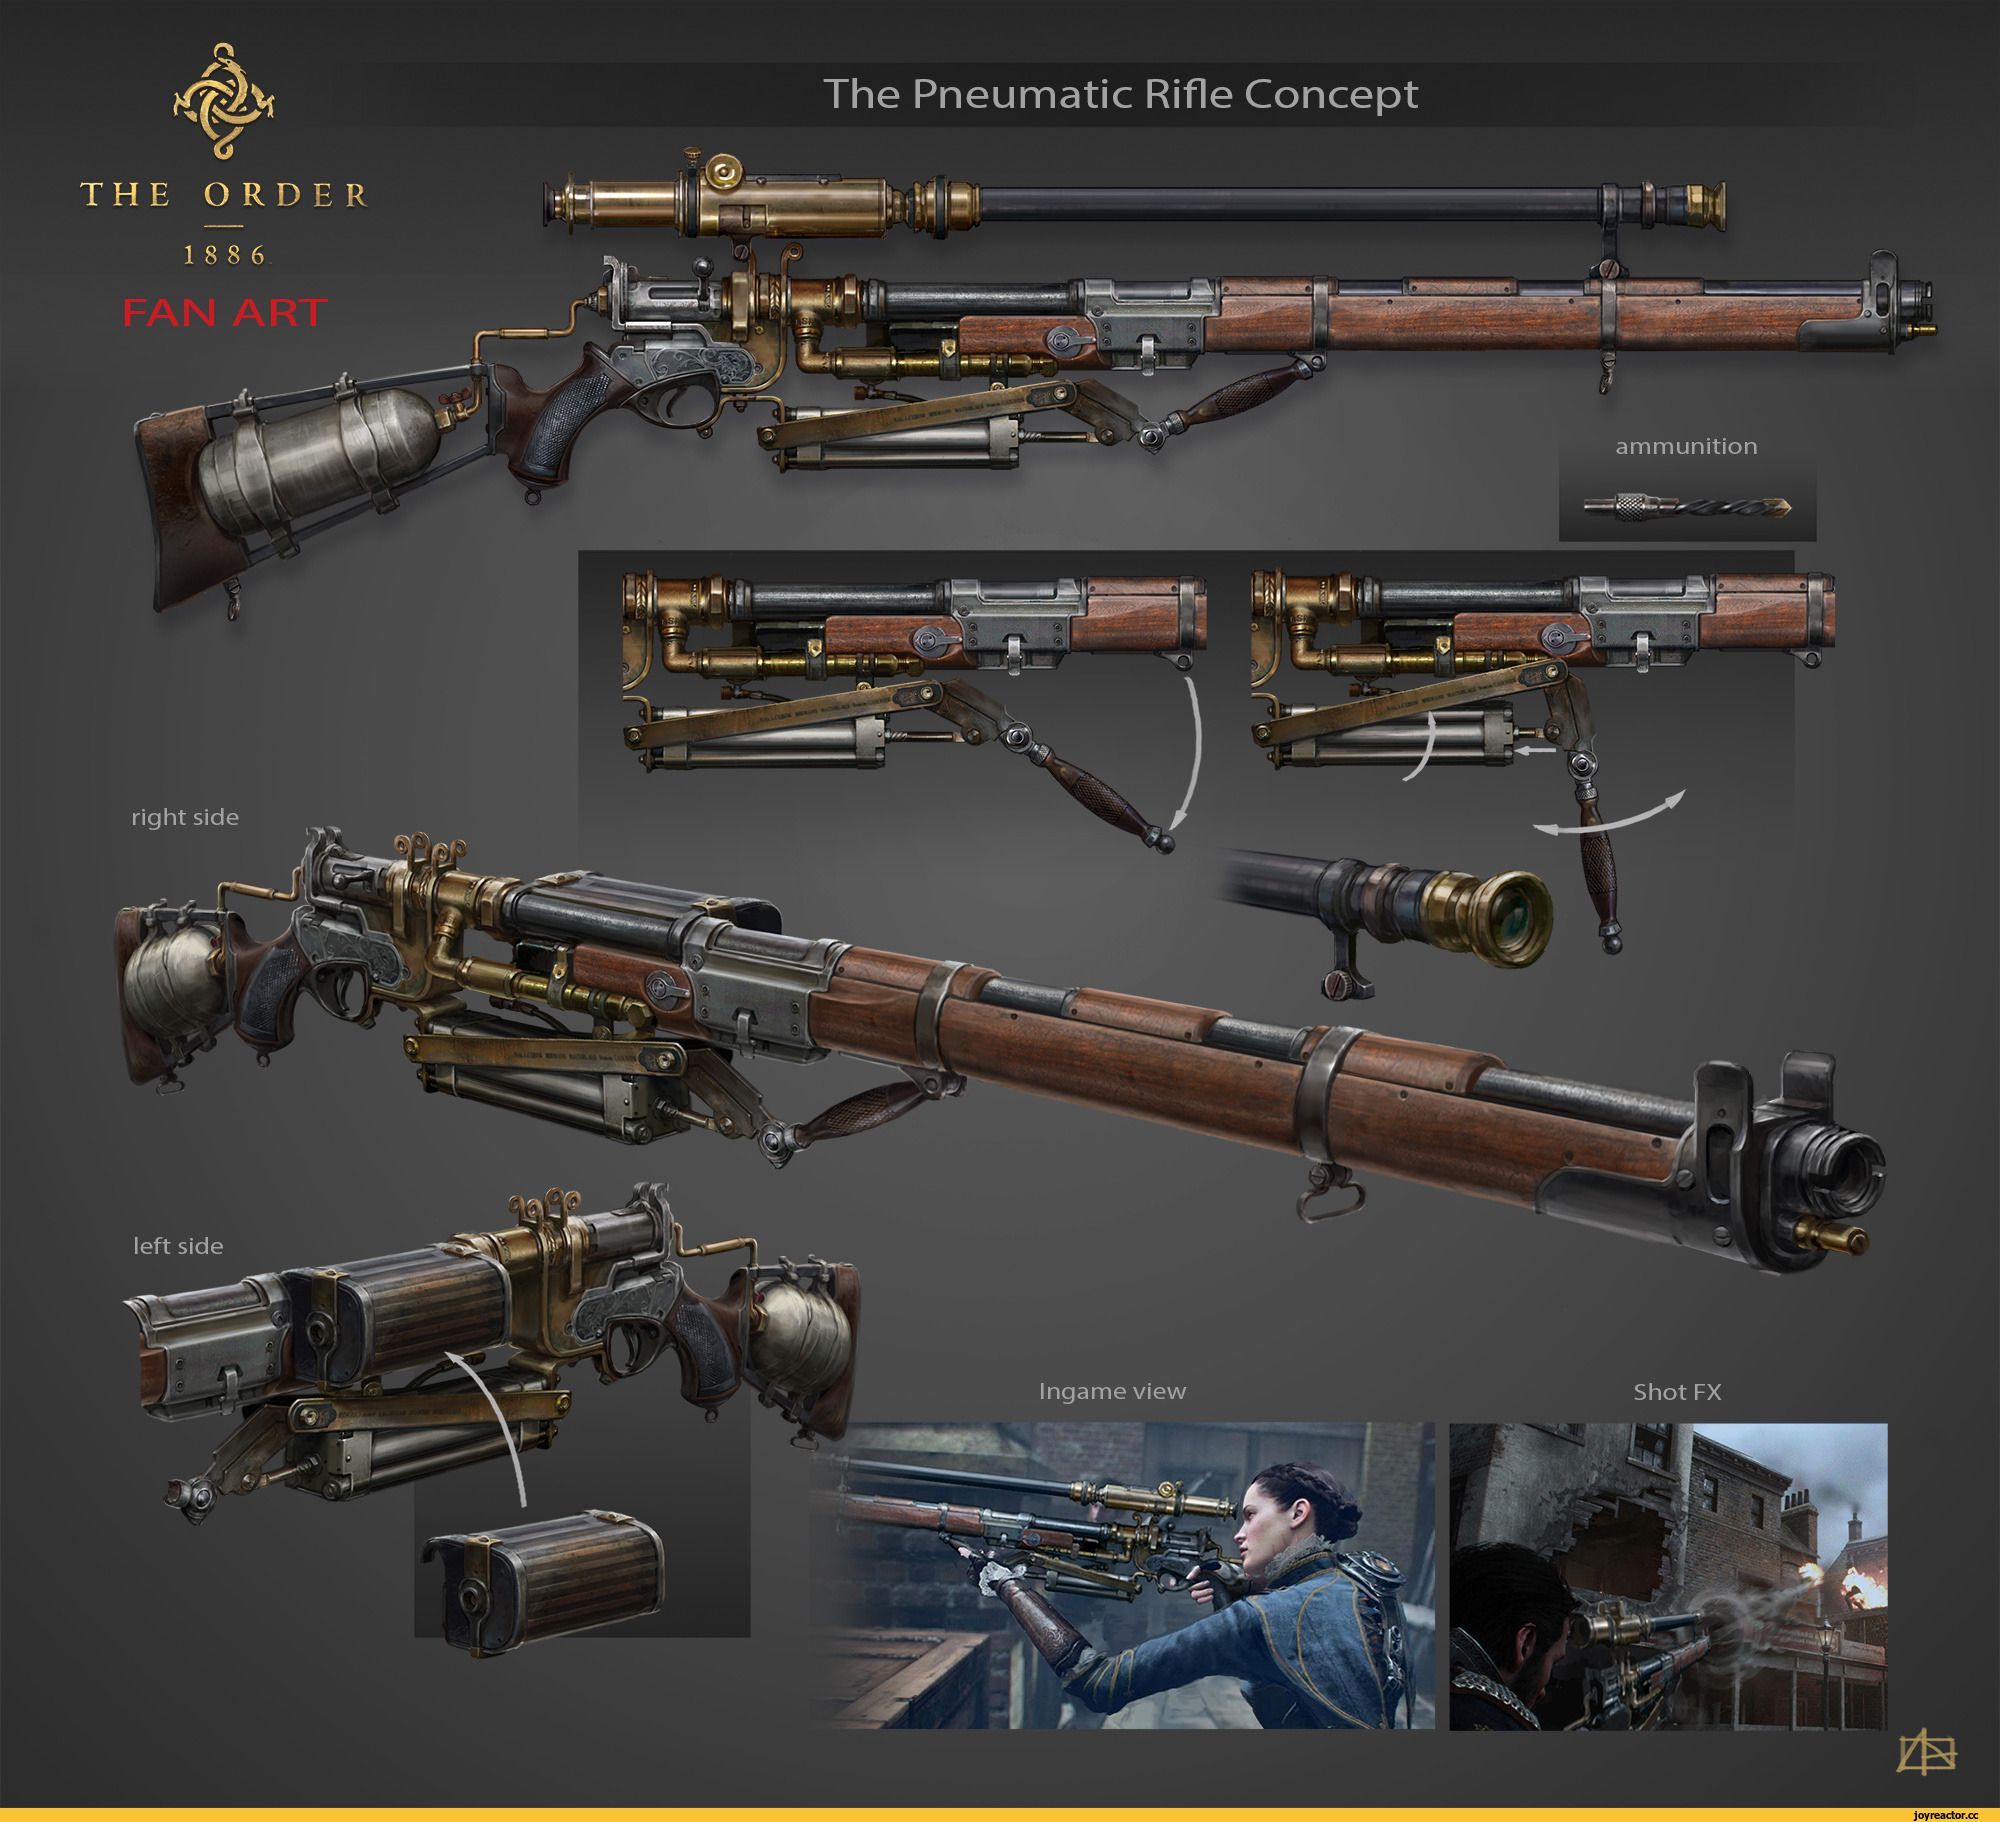 The Pneumatic Rifle Concept
THE ORDER
1886
FAN ART
ammunition
right side
left side
Ingame view
Shot FX
joyreactor.cc